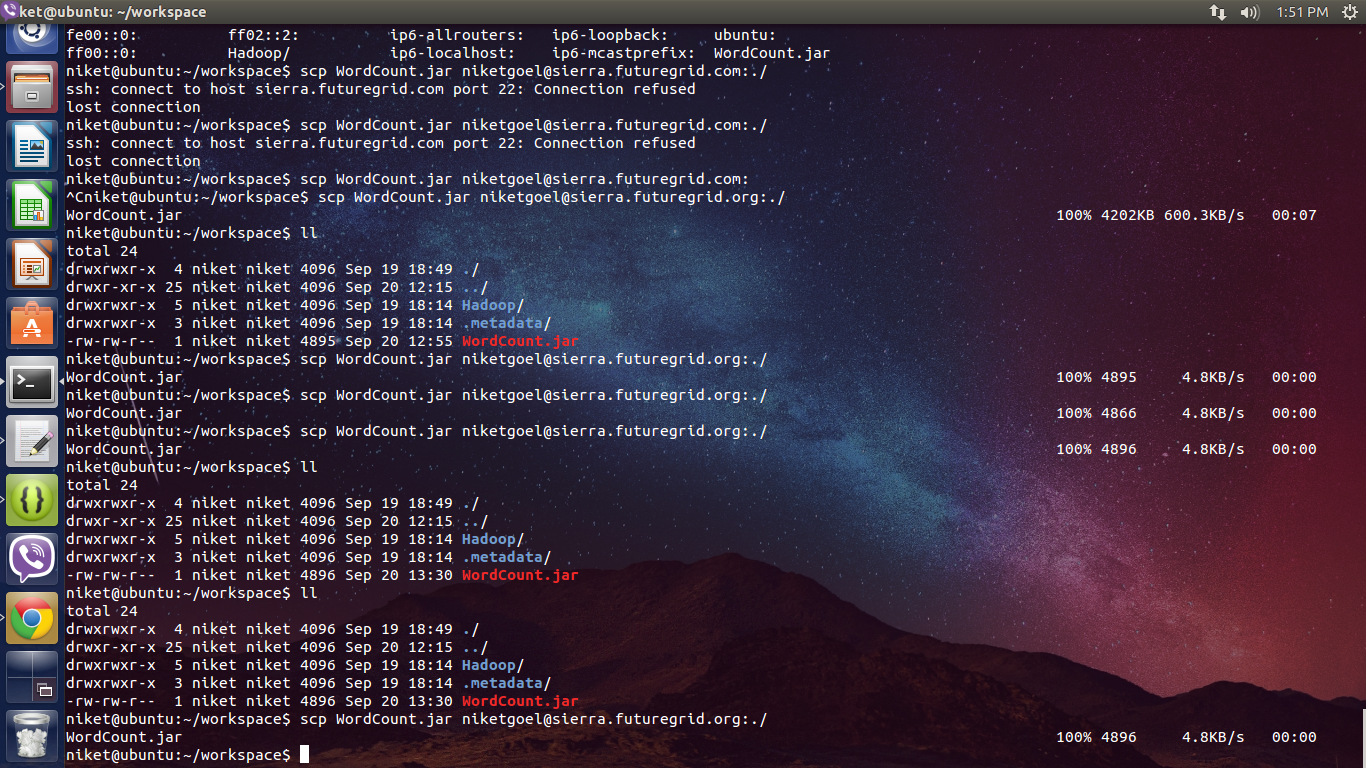 ket@ubuntu: ~/workspace 1:51 PM
fe00::0: ff02::2: ip6-allrouters: ip6-loopback: ubuntu:
ff00::0: Hadoop/ ip6-localhost: ip6-mcastprefix: WordCount.jar
niket@ubuntu:~/workspace$ scp WordCount.jar niketgoel@sierra.futuregrid.com:./
ssh: connect to host sierra.futuregrid.com port 22: Connection refused
lost connection
niket@ubuntu:~/workspace$ scp WordCount.jar niketgoel@sierra.futuregrid.com:./
ssh: connect to host sierra.futuregrid.com port 22: Connection refused
lost connection
niket@ubuntu:~/workspace$ scp WordCount.jar niketgoel@sierra.futuregrid.com:
^Cniket@ubuntu:~/workspace$ scp WordCount.jar niketgoel@sierra.futuregrid.org:./
WordCount.jar 100% 4202KB 600.3KB/s 00:07
niket@ubuntu:~/workspace$ ll
total 24
drwxrwxr-x 4 niket niket 4096 Sep 19 18:49 ./
drwxr-xr-x 25 niket niket 4096 Sep 20 12:15 ../
drwxrwxr-x 5 niket niket 4096 Sep 19 18:14 Hadoop/
drwxrwxr-x 3 niket niket 4096 Sep 19 18:14 .metadata/
-rw-rw-r-- 1 niket niket 4895 Sep 20 12:55 WordCount.jar
niket@ubuntu:~/workspace$ scp WordCount.jar niketgoel@sierra.futuregrid.org:./
WordCount.jar 100% 4895 4.8KB/s 00:00
niket@ubuntu:~/workspace$ scp WordCount.jar niketgoel@sierra.futuregrid.org:./
WordCount.jar 100% 4866 4.8KB/s 00:00
niket@ubuntu:~/workspace$ scp WordCount.jar niketgoel@sierra.futuregrid.org:./
WordCount.jar 100% 4896 4.8KB/s 00:00
niket@ubuntu:~/workspace$ ll
total 24
drwxrwxr-x 4 niket niket 4096 Sep 19 18:49 ./
drwxr-xr-x 25 niket niket 4096 Sep 20 12:15 ../
drwxrwxr-x 5 niket niket 4096 Sep 19 18:14 Hadoop/
drwxrwxr-x 3 niket niket 4096 Sep 19 18:14 .metadata/
-rw-rw-r-- 1 niket niket 4896 Sep 20 13:30 WordCount.jar
niket@ubuntu:~/workspace$ ll
total 24
drwxrwxr-x 4 niket niket 4096 Sep 19 18:49 ./
drwxr-xr-x 25 niket niket 4096 Sep 20 12:15 ../
drwxrwxr-x 5 niket niket 4096 Sep 19 18:14 Hadoop/
drwxrwxr-x 3 niket niket 4096 Sep 19 18:14 .metadata/
-rw-rw-r-- 1 niket niket 4896 Sep 20 13:30 WordCount.jar
niket@ubuntu:~/workspace$ scp WordCount.jar niketgoel@sierra.futuregrid.org:./
WordCount.jar 100% 4896 4.8KB/s 00:00
niket@ubuntu:~/workspace$